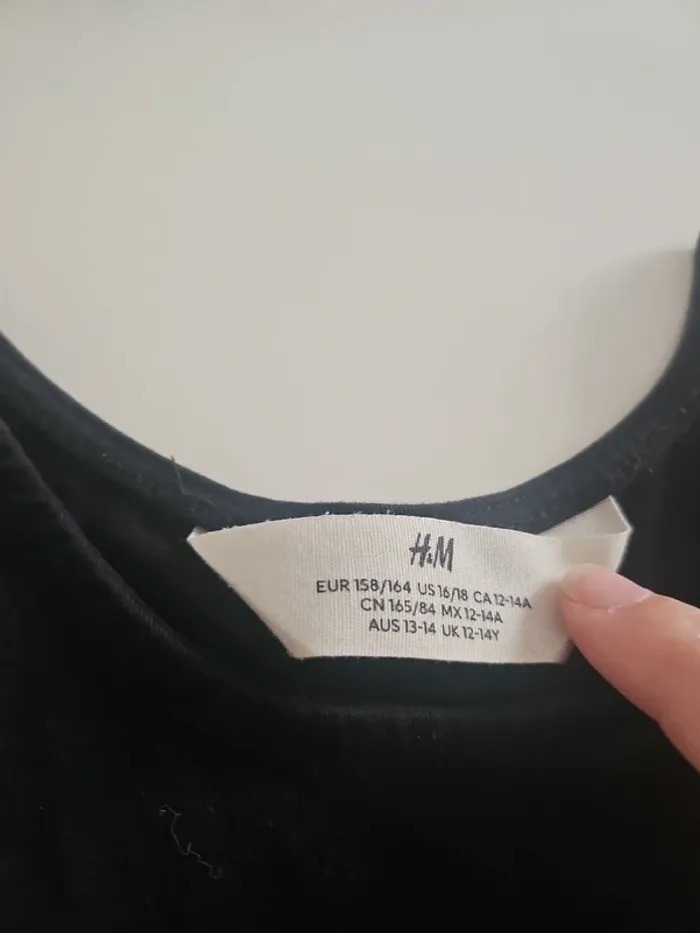 H&M
EUR 158/164 US 16/18 CA 12-14A
CN 165/84 MX 12-14A
AUS 13-14 UK 12-14Y